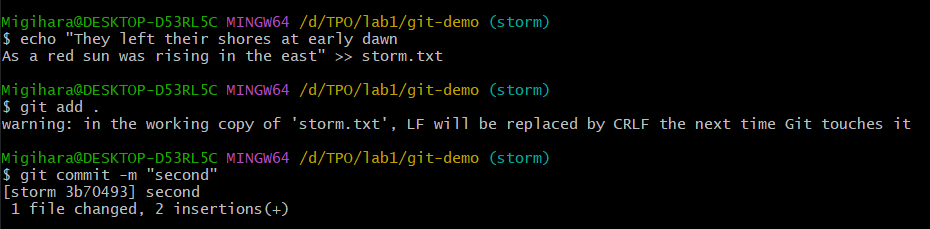 Migihara@DESKTOP-D53RL5C MINGW64 /d/TPO/lab1/git-demo (storm)
$ echo "They left their shores at early dawn
As a red sun was rising in the east" >> storm.txt
Migihara@DESKTOP-D53RL5C MINGW64 /d/TPO/lab1/git-demo (storm)
$ git add .
warning: in the working copy of 'storm.txt', LF will be replaced by CRLF the next time Git touches it
Migihara@DESKTOP-D53RL5C MINGW64 /d/TPO/lab1/git-demo (storm)
$ git commit -m "second"
[storm 3b70493] second
 1 file changed, 2 insertions(+)